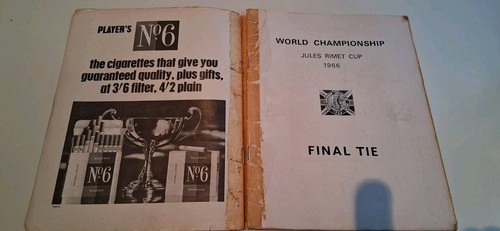 PLAYER'S Nº6
the cigarettes that give you
guaranteed quality, plus gifts,
at 3/6 filter, 4/2 plain
Nº6
Nº6
WORLD CHAMPIONSHIP
JULES RIMET CUP
1966
FINAL TIE